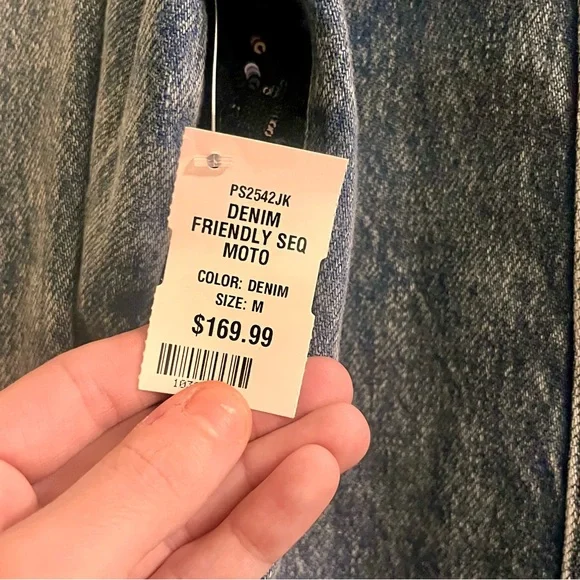 PS2542JK
DENIM
FRIENDLY SEQ
MOTO
COLOR: DENIM
SIZE: M
$169.99